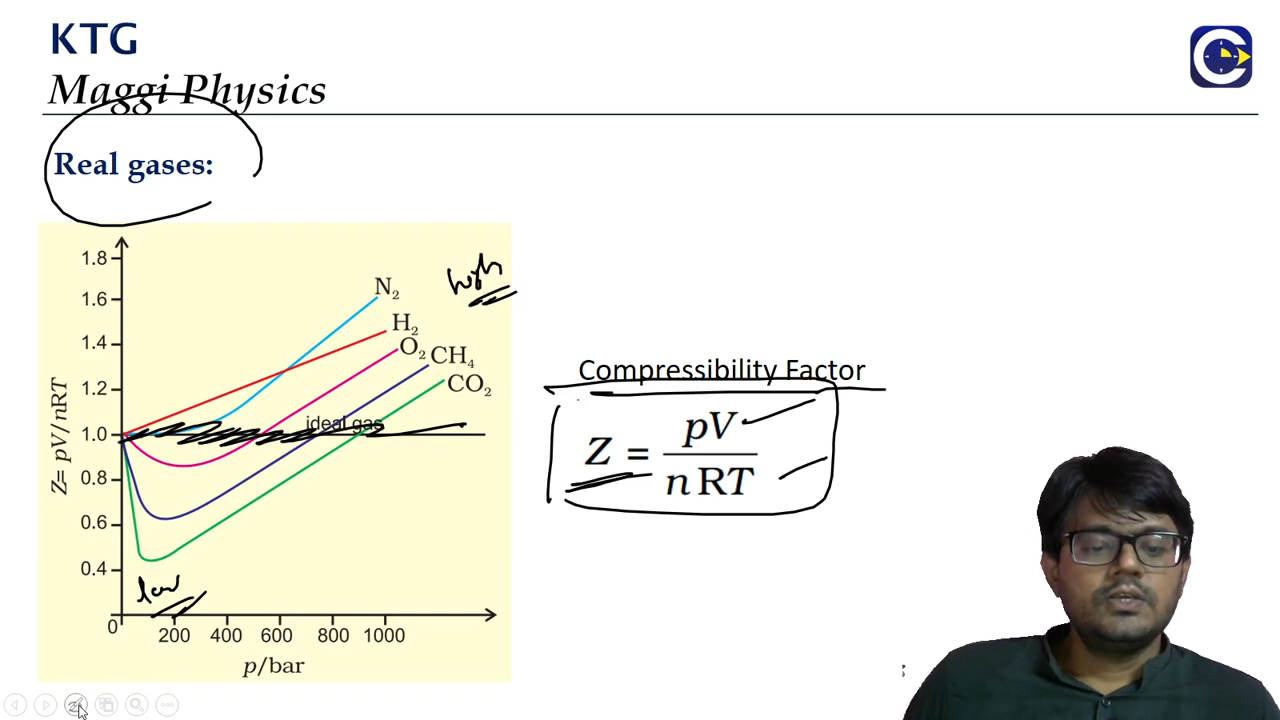 KTG
Maggi Physics
Real gases:
1.8
1.6
1.4
1.2
1.0
0.8
0.6
0.4
0
200 400 600 800 1000
p/bar
Z= pV/nRT
N₂
H₂
O₂
CH₄
CO₂
ideal gas
high
low
Compressibility Factor
Z = pV / n RT